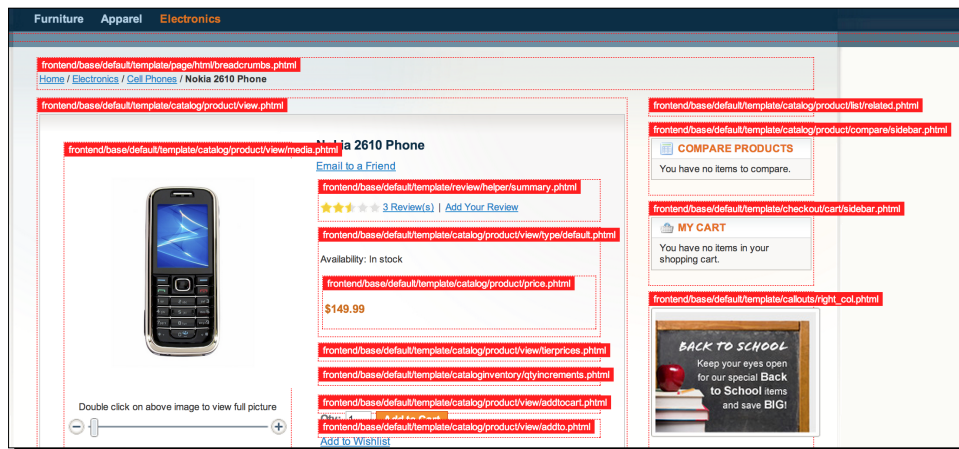 Furniture Apparel Electronics
frontend/base/default/template/page/html/breadcrumbs.phtml
Home / Electronics / Cell Phones / Nokia 2610 Phone
frontend/base/default/template/catalog/product/view.phtml
frontend/base/default/template/catalog/product/view/media.phtml
Double click on above image to view full picture
Nokia 2610 Phone
Email to a Friend
frontend/base/default/template/review/helper/summary.phtml
3 Review(s) | Add Your Review
frontend/base/default/template/catalog/product/view/type/default.phtml
Availability: In stock
frontend/base/default/template/catalog/product/price.phtml
$149.99
frontend/base/default/template/catalog/product/view/tierprices.phtml
frontend/base/default/template/cataloginventory/qtyincrements.phtml
frontend/base/default/template/catalog/product/view/addtocart.phtml
Qty: 1 Add to Cart
frontend/base/default/template/catalog/product/view/addto.phtml
Add to Wishlist
frontend/base/default/template/catalog/product/list/related.phtml
frontend/base/default/template/catalog/product/compare/sidebar.phtml
COMPARE PRODUCTS
You have no items to compare.
frontend/base/default/template/checkout/cart/sidebar.phtml
MY CART
You have no items in your
shopping cart.
frontend/base/default/template/callouts/right_col.phtml
BACK TO SCHOOL
Keep your eyes open
for our special Back
to School items
and save BIG!